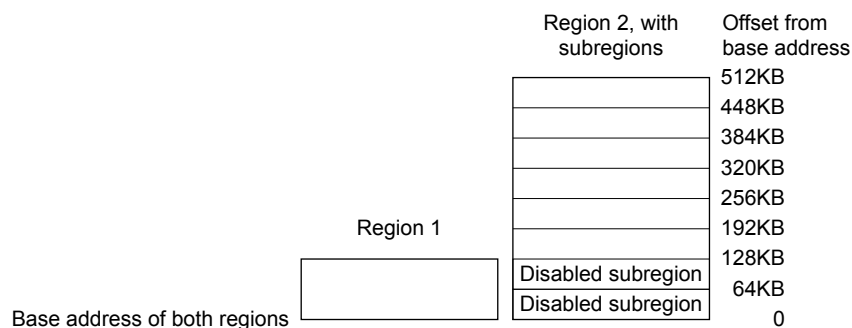 Region 2, with
subregions
Offset from
base address
512KB
448KB
384KB
320KB
256KB
Region 1
192KB
128KB
Disabled subregion
64KB
Disabled subregion
Base address of both regions
0